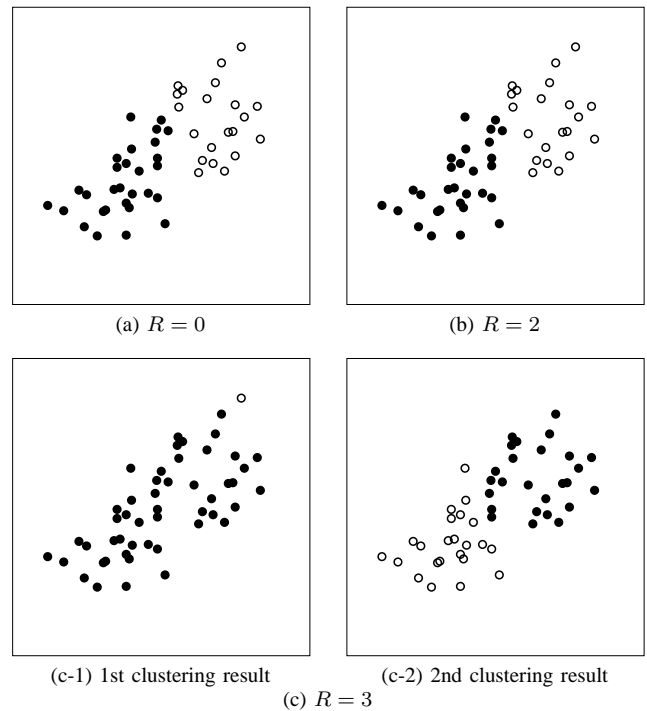 (a) R = 0
(b) R = 2
(c-1) 1st clustering result
(c-2) 2nd clustering result
(c) R = 3